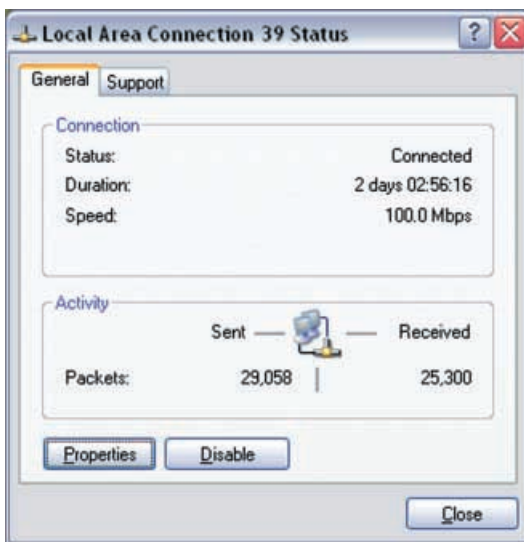 Local Area Connection 39 Status
General Support
Connection
Status: Connected
Duration: 2 days 02:56:16
Speed: 100.0 Mbps
Activity
Sent Received
Packets: 29,058 25,300
Properties Disable
Close